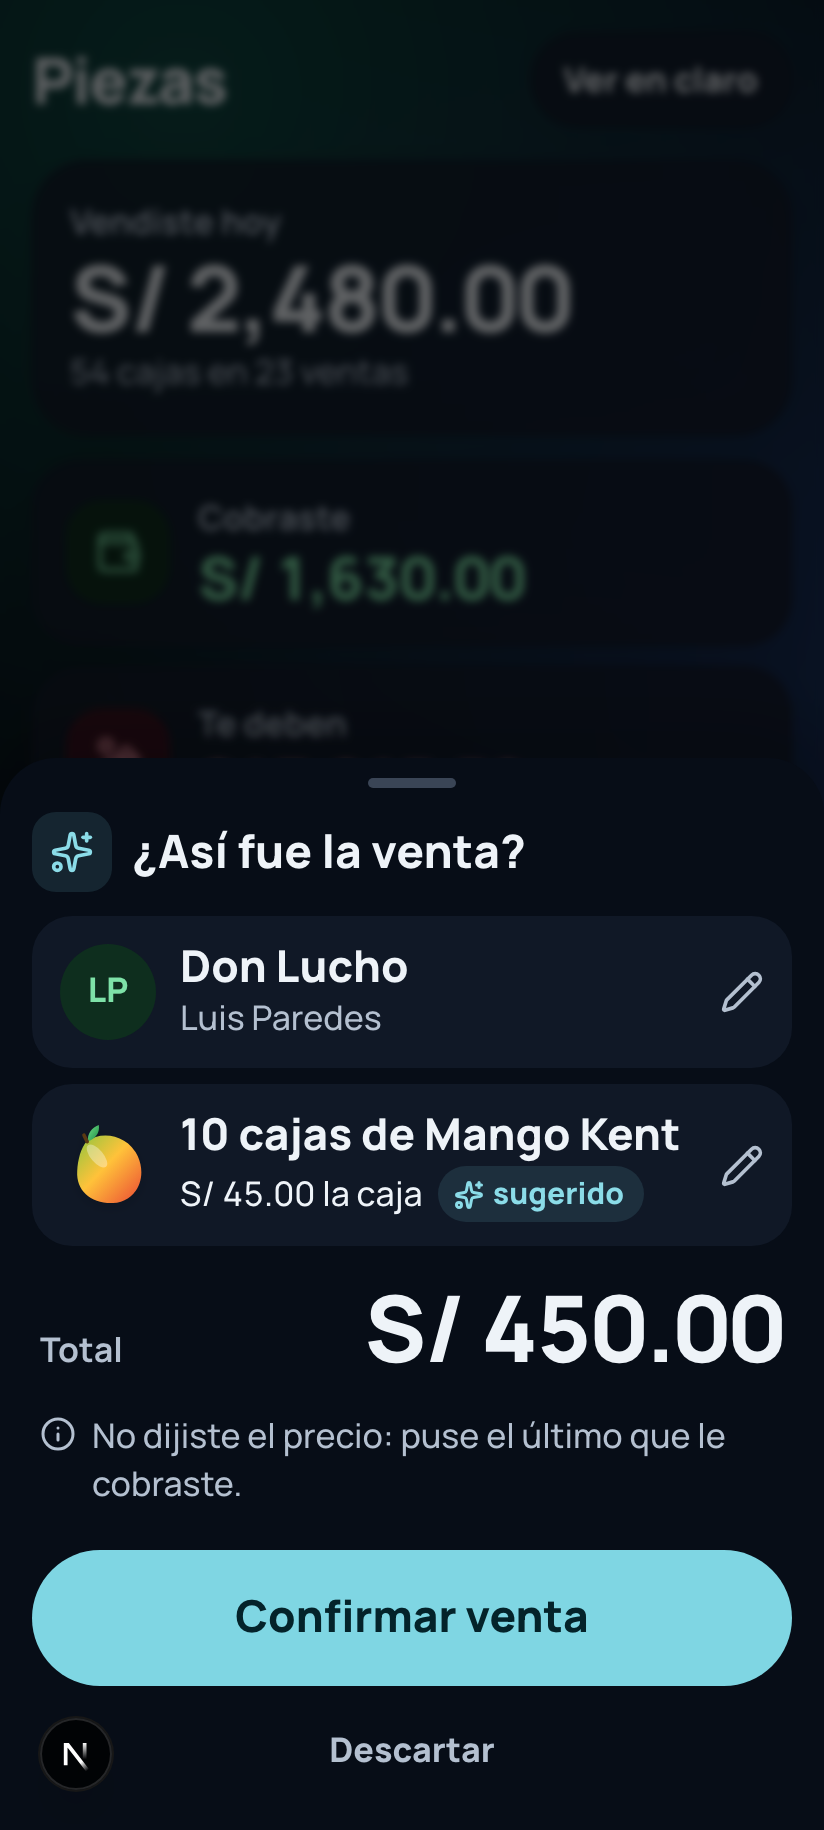 Piezas
Ver en claro
Vendiste hoy
S/ 2,480.00
54 cajas en 23 ventas
Cobraste
S/ 1,630.00
Te deben
¿Así fue la venta?
LP
Don Lucho
Luis Paredes
10 cajas de Mango Kent
S/ 45.00 la caja
sugerido
Total
S/ 450.00
No dijiste el precio: puse el último que le
cobraste.
Confirmar venta
N
Descartar